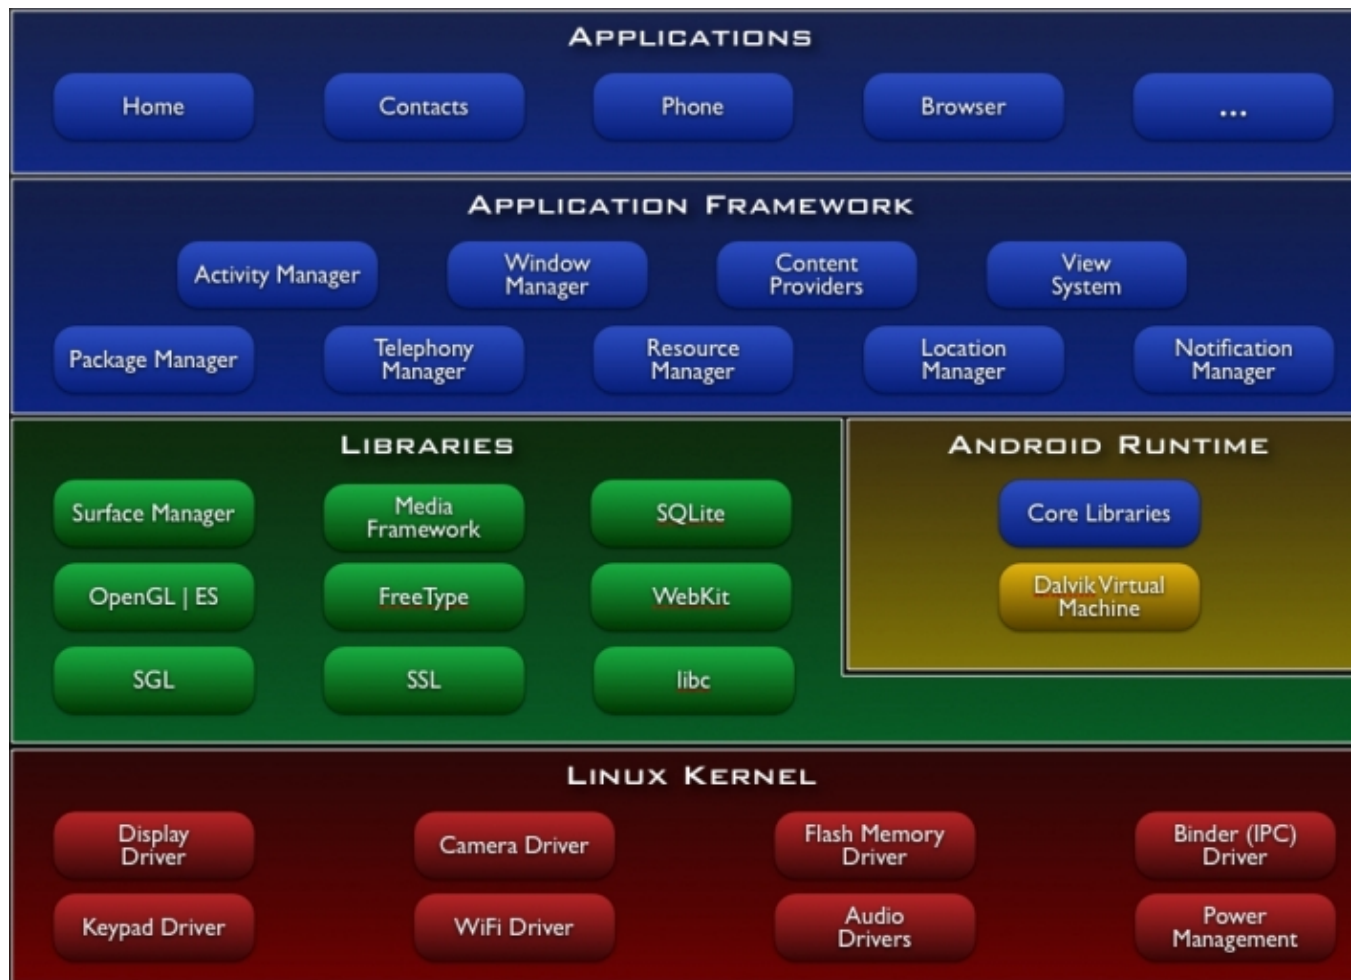 APPLICATIONS
Home
Contacts
Phone
Browser
...
APPLICATION FRAMEWORK
Activity Manager
Window
Manager
Content
Providers
View
System
Package Manager
Telephony
Manager
Resource
Manager
Location
Manager
Notification
Manager
LIBRARIES
Surface Manager
Media
Framework
SQLite
OpenGL | ES
FreeType
WebKit
SGL
SSL
libc
ANDROID RUNTIME
Core Libraries
Dalvik Virtual
Machine
LINUX KERNEL
Display
Driver
Camera Driver
Flash Memory
Driver
Binder (IPC)
Driver
Keypad Driver
WiFi Driver
Audio
Drivers
Power
Management